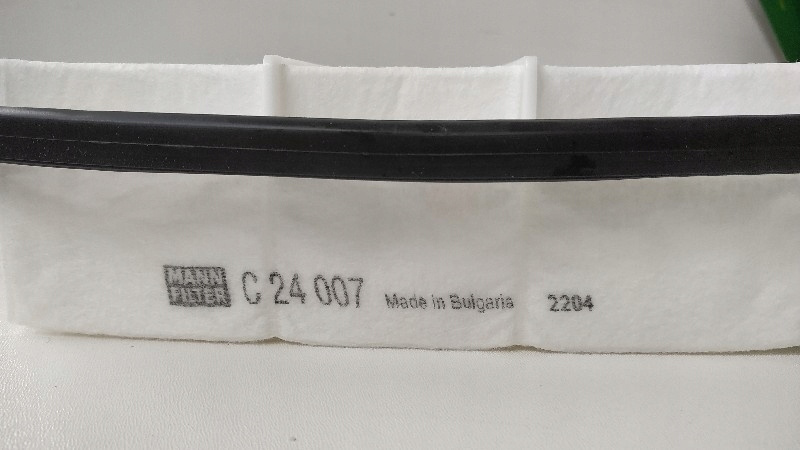 MANN
FILTER
C 24 007 Made in Bulgaria 2204